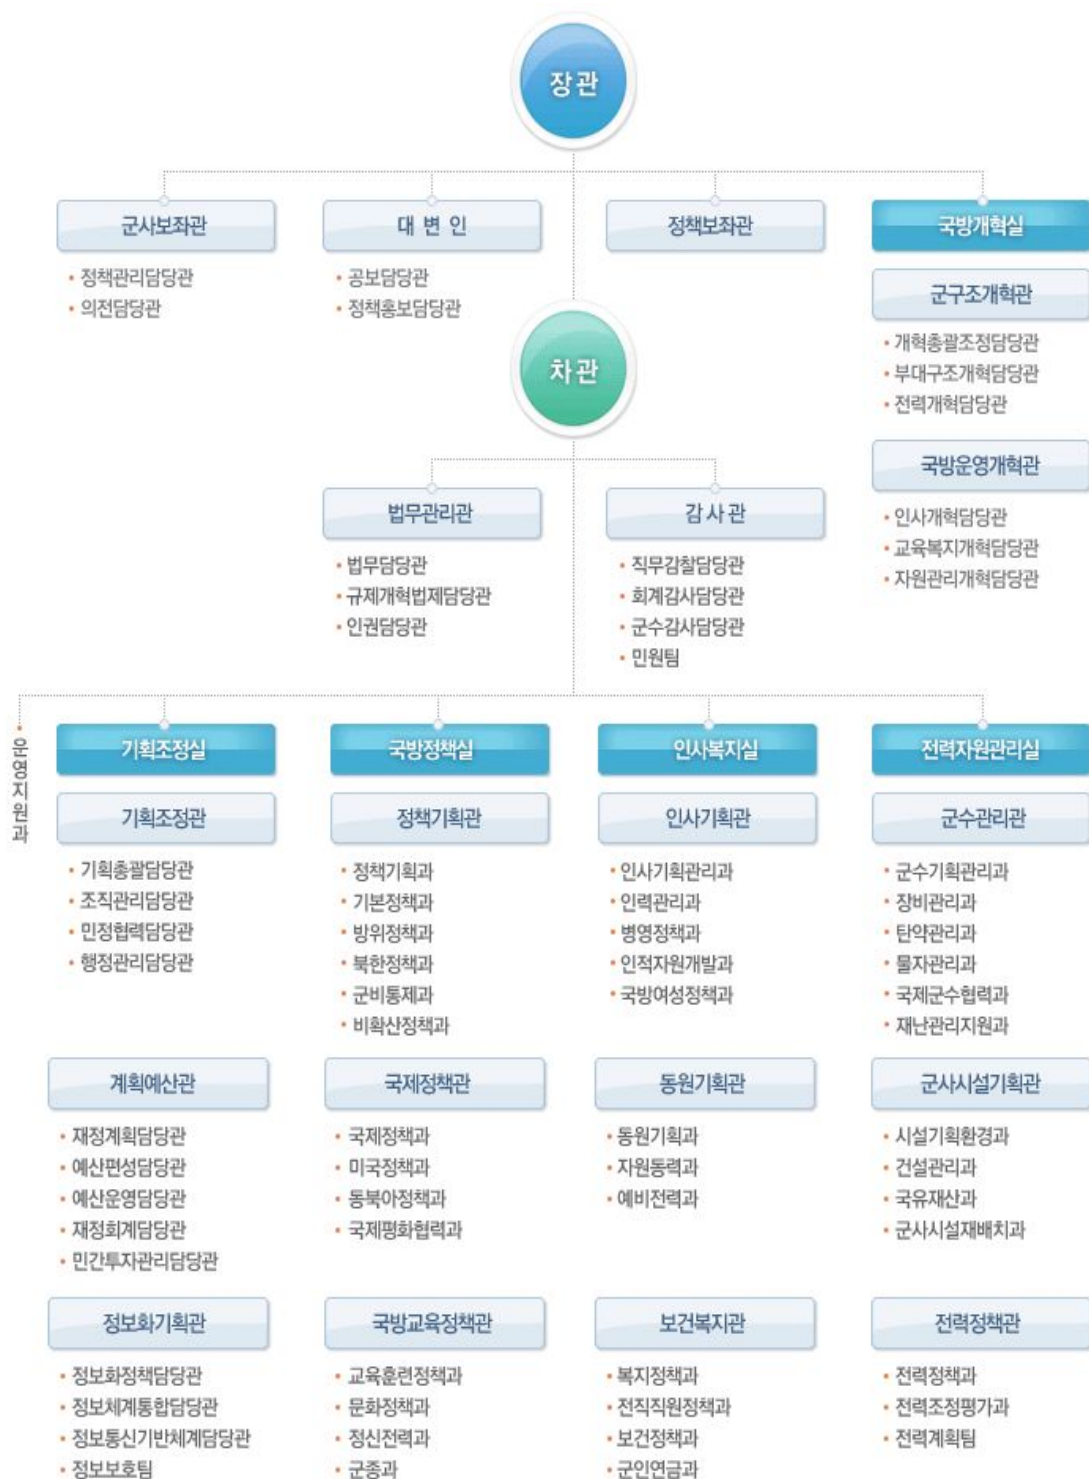 장관
군사보좌관
정책관리담당관
의전담당관
대 변 인
공보담당관
정책홍보담당관
정책보좌관
국방개혁실
군구조개혁관
개혁총괄조정담당관
부대구조개혁담당관
전력개혁담당관
국방운영개혁관
인사개혁담당관
교육복지개혁담당관
자원관리개혁담당관
차관
법무관리관
법무담당관
규제개혁법제담당관
인권담당관
감 사 관
직무감찰담당관
회계감사담당관
군수감사담당관
민원팀
운영지원과
기획조정실
기획조정관
기획총괄담당관
조직관리담당관
민정협력담당관
행정관리담당관
계획예산관
재정계획담당관
예산편성담당관
예산운영담당관
재정회계담당관
민간투자관리담당관
정보화기획관
정보화정책담당관
정보체계통합담당관
정보통신기반체계담당관
정보보호팀
국방정책실
정책기획관
정책기획과
기본정책과
방위정책과
북한정책과
군비통제과
비확산정책과
국제정책관
국제정책과
미국정책과
동북아정책과
국제평화협력과
국방교육정책관
교육훈련정책과
문화정책과
정신전력과
군종과
인사복지실
인사기획관
인사기획관리과
인력관리과
병영정책과
인적자원개발과
국방여성정책과
동원기획관
동원기획과
자원동력과
예비전력과
보건복지관
복지정책과
전직직원정책과
보건정책과
군인연금과
전력자원관리실
군수관리관
군수기획관리과
장비관리과
탄약관리과
물자관리과
국제군수협력과
재난관리지원과
군사시설기획관
시설기획환경과
건설관리과
국유재산과
군사시설재배치과
전력정책관
전력정책과
전력조정평가과
전력계획팀